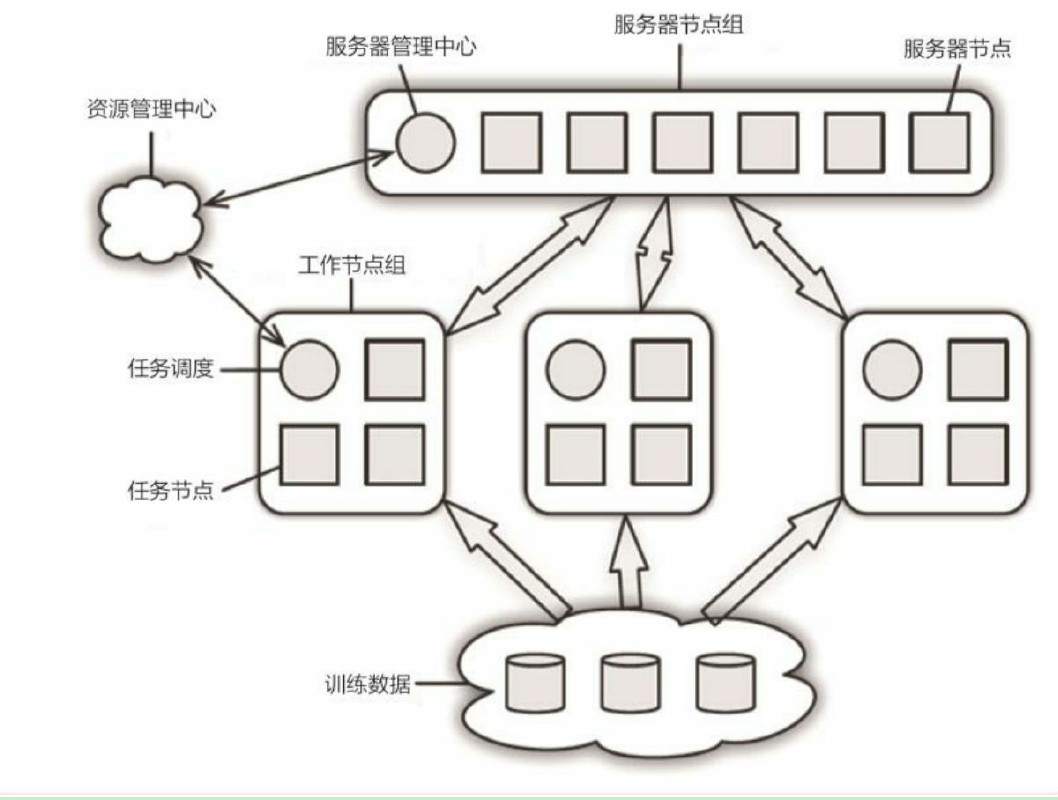 服务器节点组
服务器管理中心
服务器节点
资源管理中心
工作节点组
任务调度
任务节点
训练数据